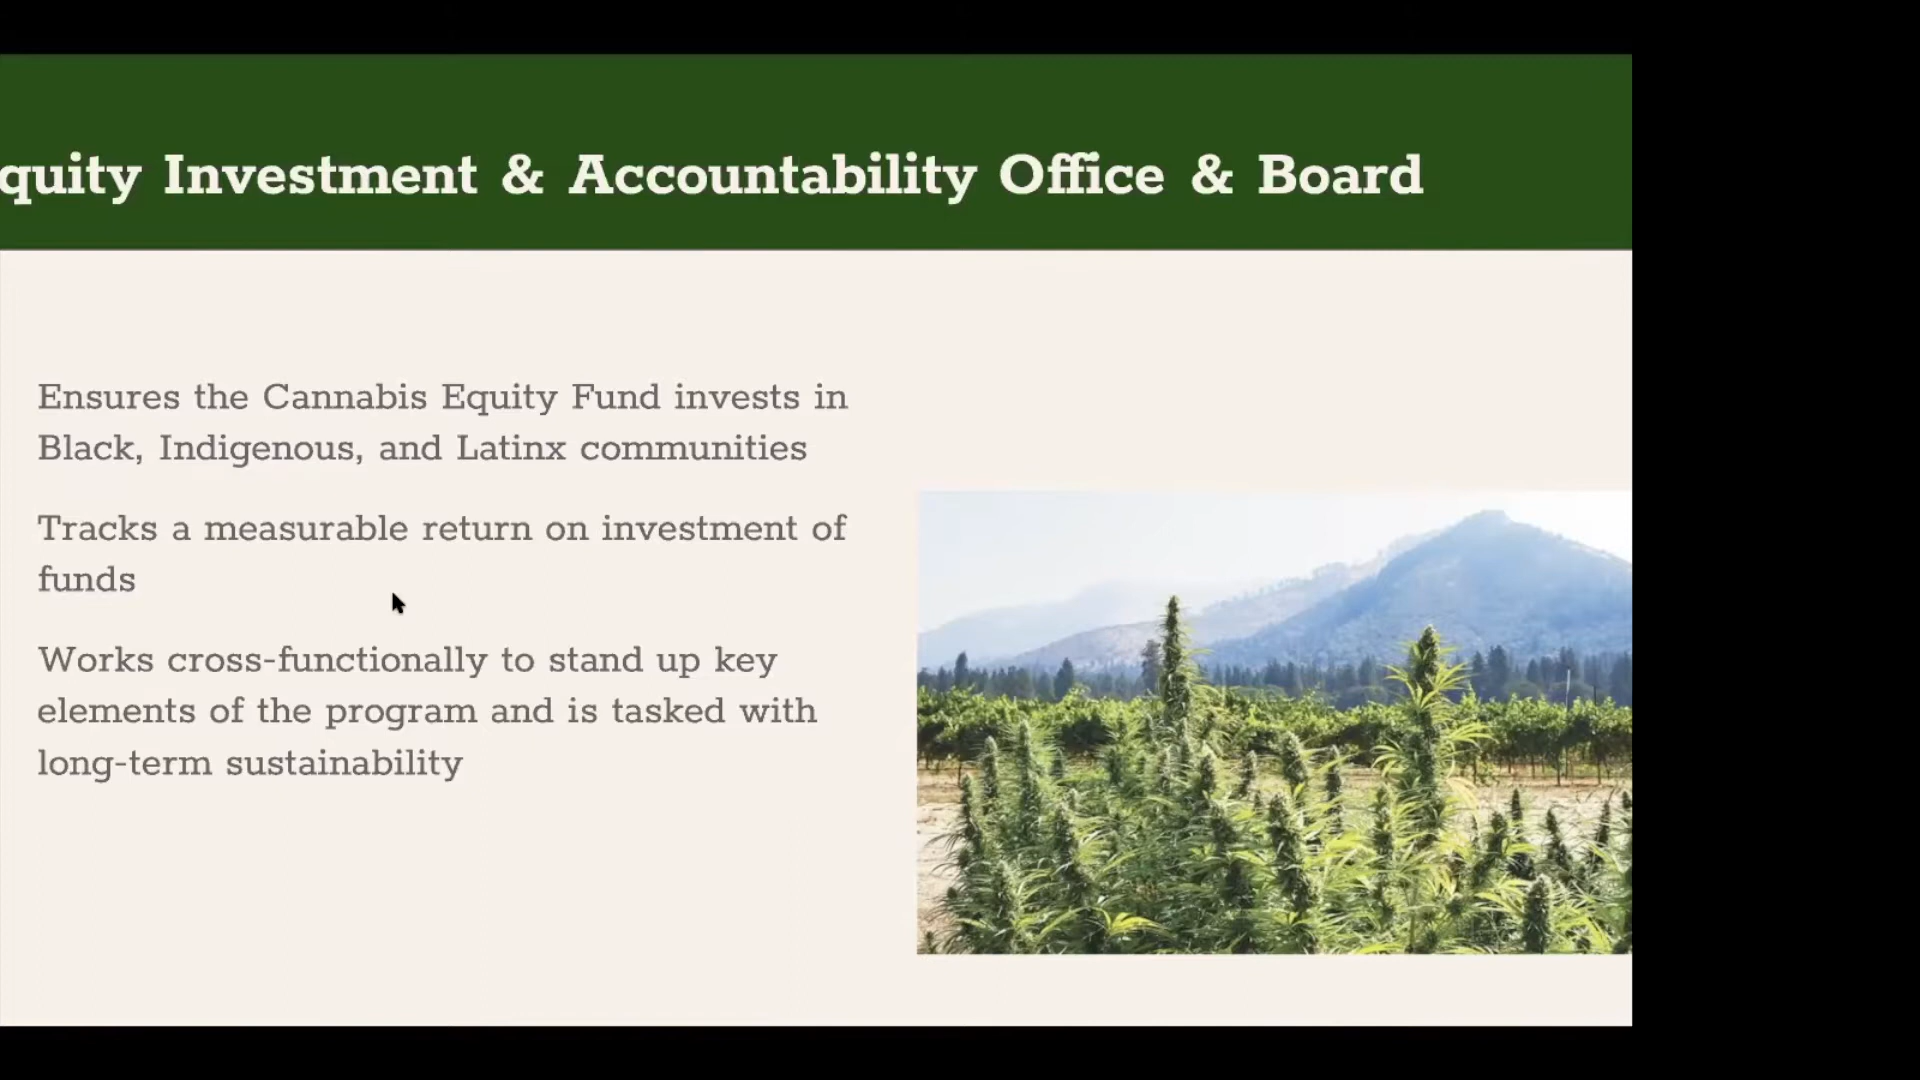 quity Investment & Accountability Office & Board
Ensures the Cannabis Equity Fund invests in
Black, Indigenous, and Latinx communities
Tracks a measurable return on investment of
funds
Works cross-functionally to stand up key
elements of the program and is tasked with
long-term sustainability